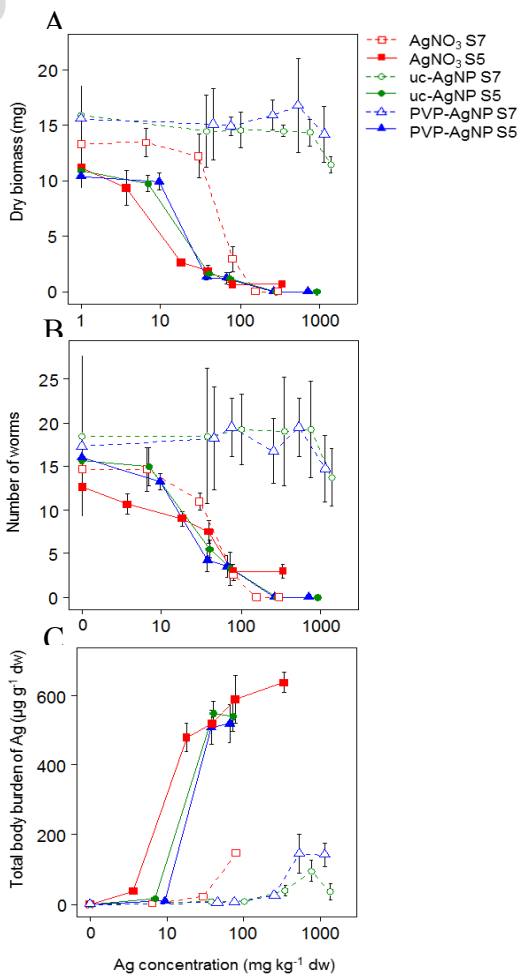 A
AgNO₃ S7
AgNO₃ S5
uc-AgNP S7
uc-AgNP S5
PVP-AgNP S7
PVP-AgNP S5
Dry biomass (mg)
20
15
10
5
0
1 10 100 1000
B
Number of worms
25
20
15
10
5
0
0 10 100 1000
C
Total body burden of Ag (µg g⁻¹ dw)
600
400
200
0
0 10 100 1000
Ag concentration (mg kg⁻¹ dw)